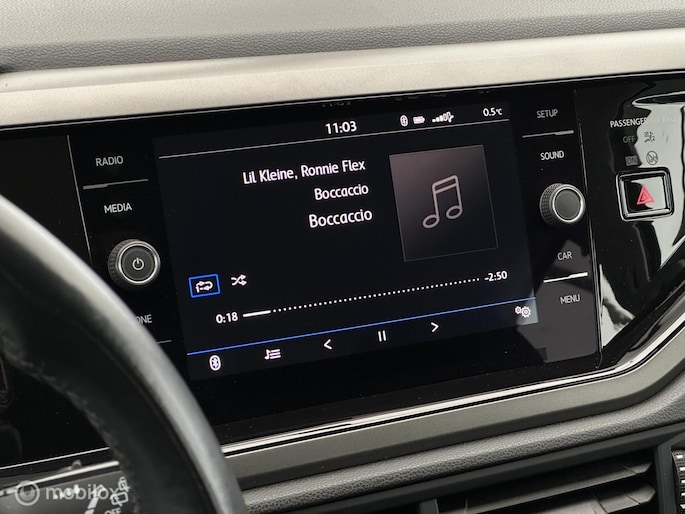 RADIO
MEDIA
11:03
0.5°C
Lil Kleine, Ronnie Flex
Boccaccio
Boccaccio
0:18
-2:50
SETUP
SOUND
CAR
MENU
OFF
mobilox